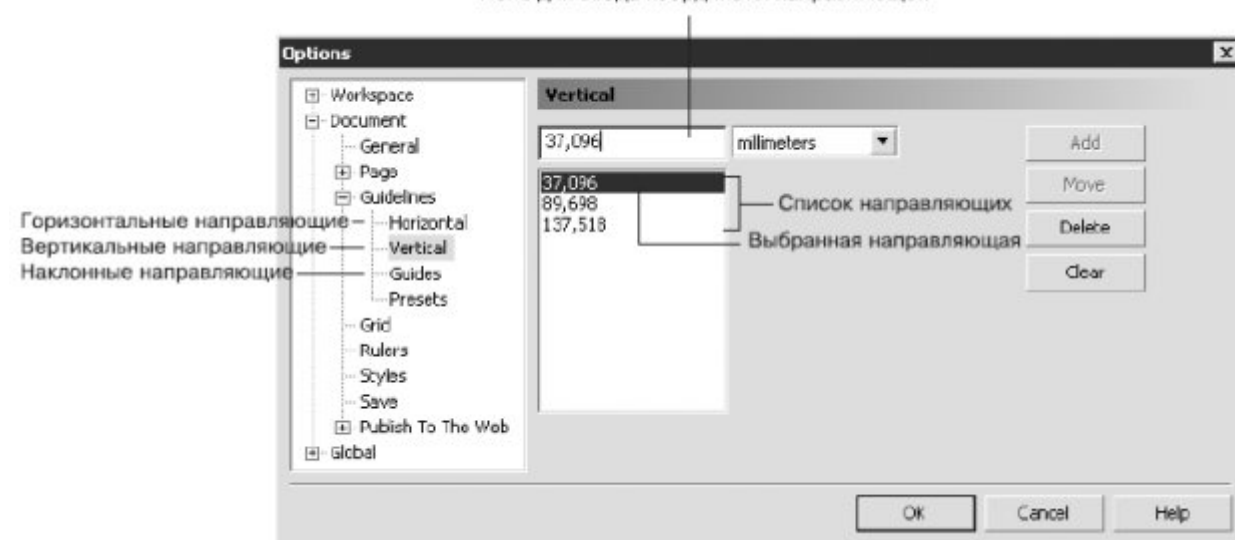 Options
Workspace
Document
General
Page
Guidelines
Horizontal
Vertical
Guides
Presets
Grid
Rulers
Styles
Save
Publish To The Web
Global
Горизонтальные направляющие
Вертикальные направляющие
Наклонные направляющие
Vertical
37,096
millimeters
37,096
89,698
137,518
Список направляющих
Выбранная направляющая
Add
Move
Delete
Clear
OK
Cancel
Help